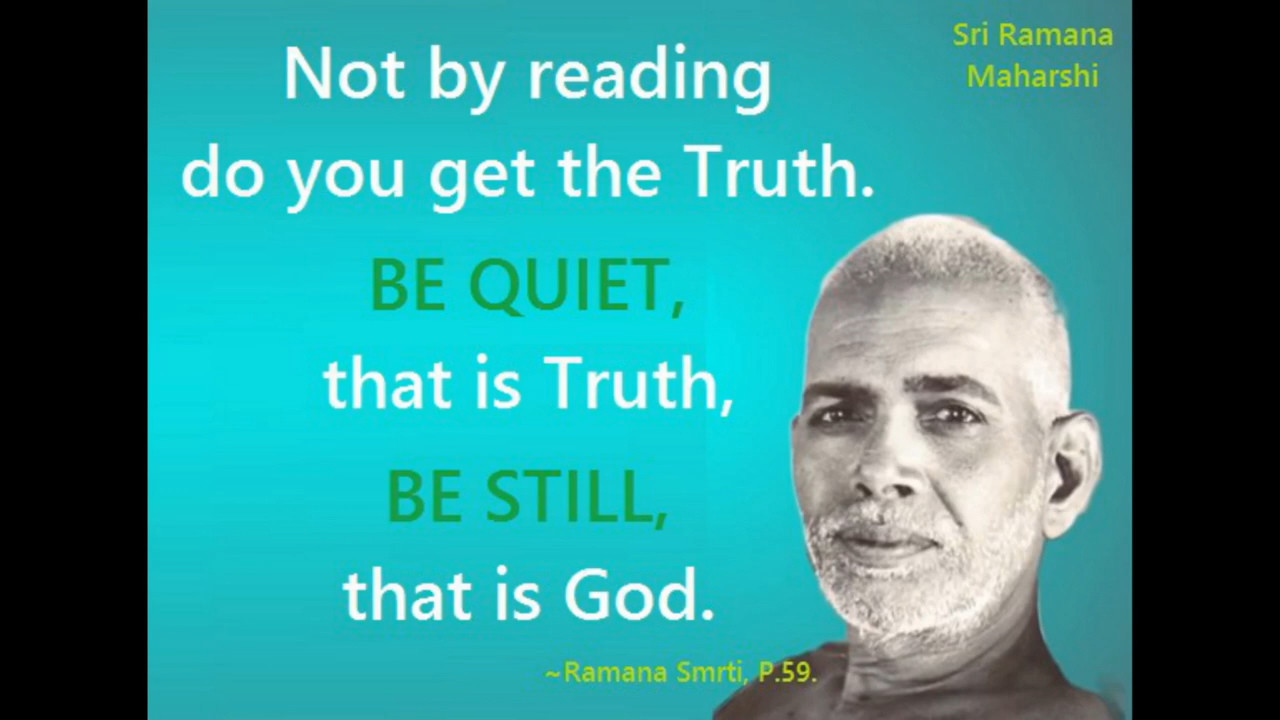 Sri Ramana
Maharshi
Not by reading
do you get the Truth.
BE QUIET,
that is Truth,
BE STILL,
that is God.
~Ramana Smrti, P.59.